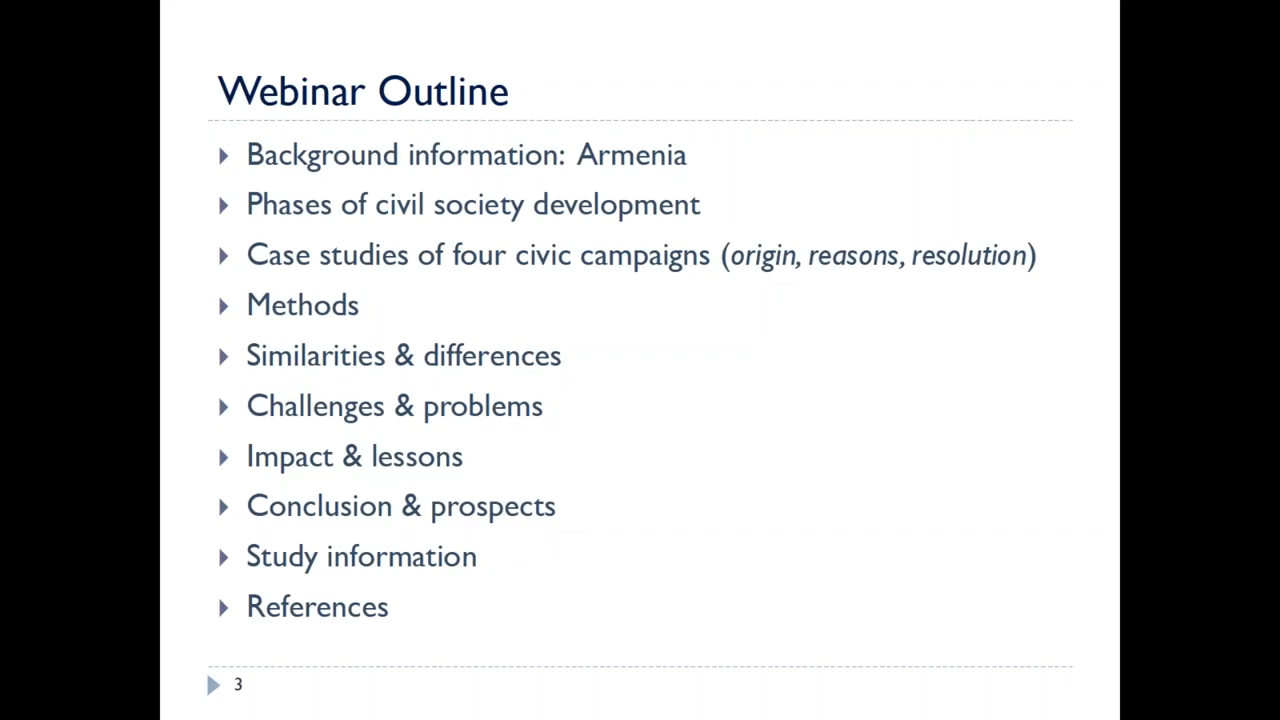 Webinar Outline
Background information: Armenia
Phases of civil society development
Case studies of four civic campaigns (origin, reasons, resolution)
Methods
Similarities & differences
Challenges & problems
Impact & lessons
Conclusion & prospects
Study information
References
3